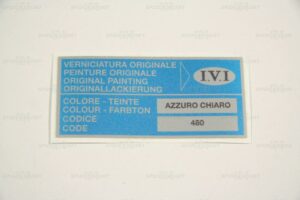 VERNICIATURA ORIGINALE
PEINTURE ORIGINALE
ORIGINAL PAINTING
ORIGINALLACKIERUNG
I.V.I
COLORE - TEINTE
COLOUR - FARBTON
AZZURO CHIARO
CODICE
CODE
480